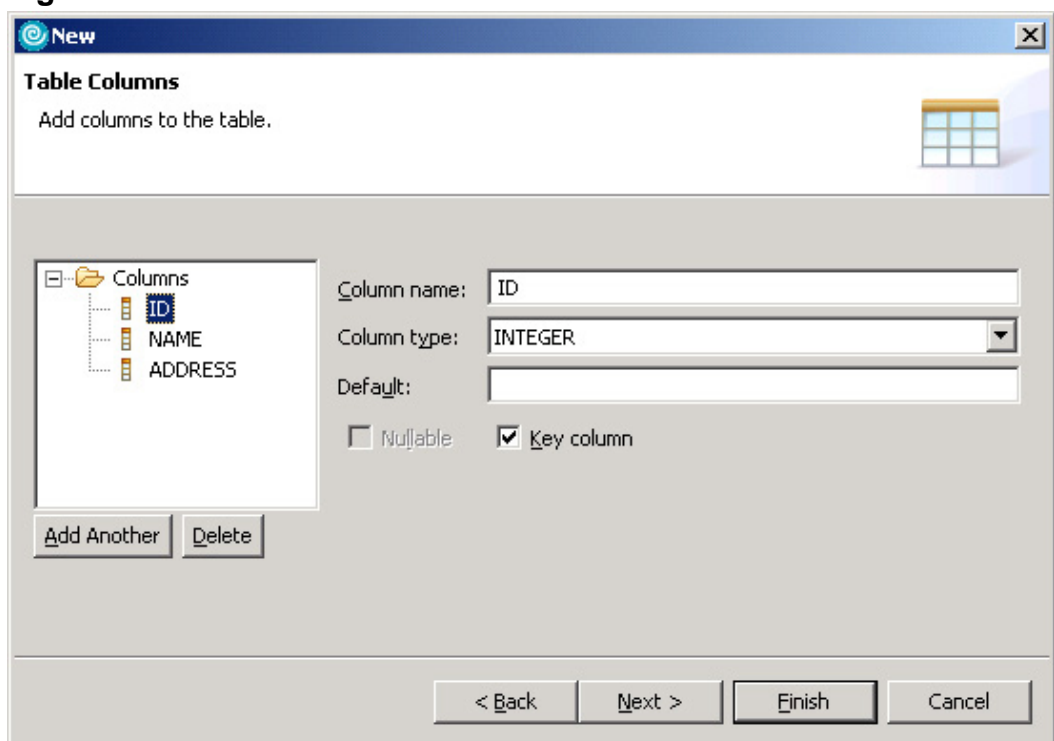 New
Table Columns
Add columns to the table.
Columns
ID
NAME
ADDRESS
Add Another Delete
Column name: ID
Column type: INTEGER
Default:
Nullable Key column
< Back Next > Finish Cancel